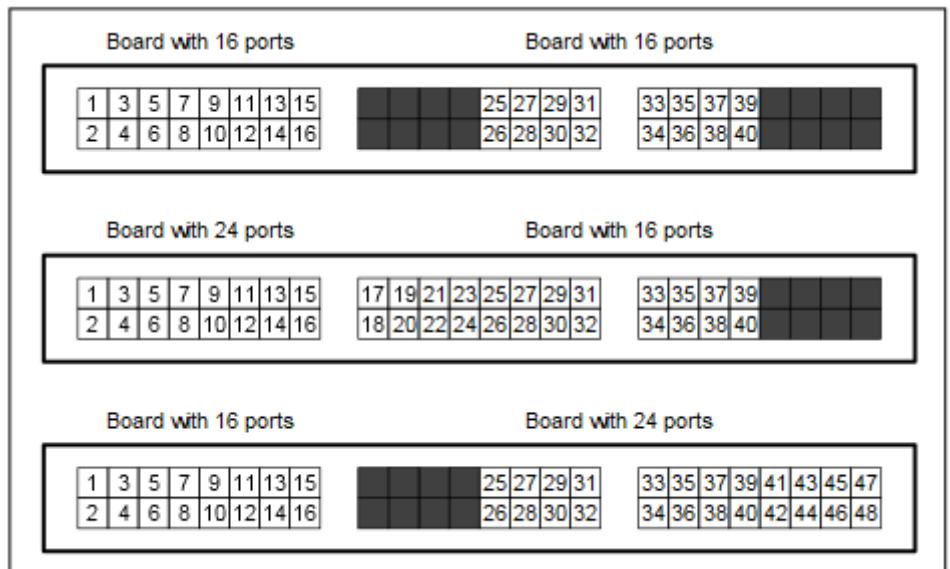 Board with 16 ports Board with 16 ports
1 3 5 7 9 11 13 15 25 27 29 31 33 35 37 39
2 4 6 8 10 12 14 16 26 28 30 32 34 36 38 40
Board with 24 ports Board with 16 ports
1 3 5 7 9 11 13 15 17 19 21 23 25 27 29 31 33 35 37 39
2 4 6 8 10 12 14 16 18 20 22 24 26 28 30 32 34 36 38 40
Board with 16 ports Board with 24 ports
1 3 5 7 9 11 13 15 25 27 29 31 33 35 37 39 41 43 45 47
2 4 6 8 10 12 14 16 26 28 30 32 34 36 38 40 42 44 46 48